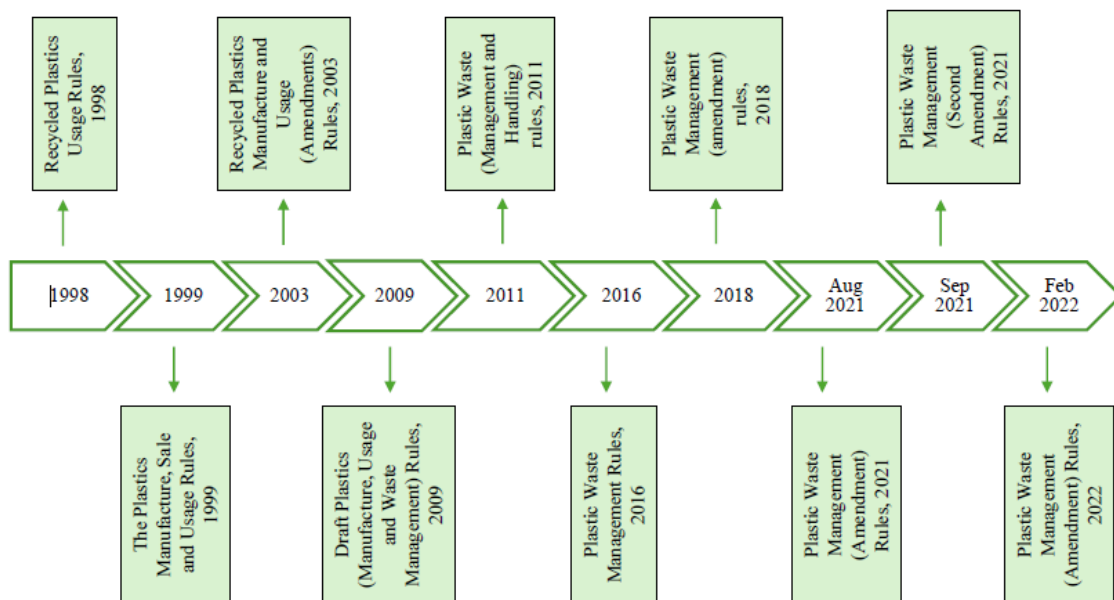 Recycled Plastics
Usage Rules,
1998
Recycled Plastics
Manufacture and
Usage
(Amendments)
Rules, 2003
Plastic Waste
(Management and
Handling)
rules, 2011
Plastic Waste
Management
(amendment)
rules,
2018
Plastic Waste
Management
(Second
Amendment)
Rules, 2021
1998
1999
2003
2009
2011
2016
2018
Aug
2021
Sep
2021
Feb
2022
The Plastics
Manufacture, Sale
and Usage Rules,
1999
Draft Plastics
(Manufacture, Usage
and Waste
Management) Rules,
2009
Plastic Waste
Management Rules,
2016
Plastic Waste
Management
(Amendment)
Rules, 2021
Plastic Waste
Management
(Amendment) Rules,
2022